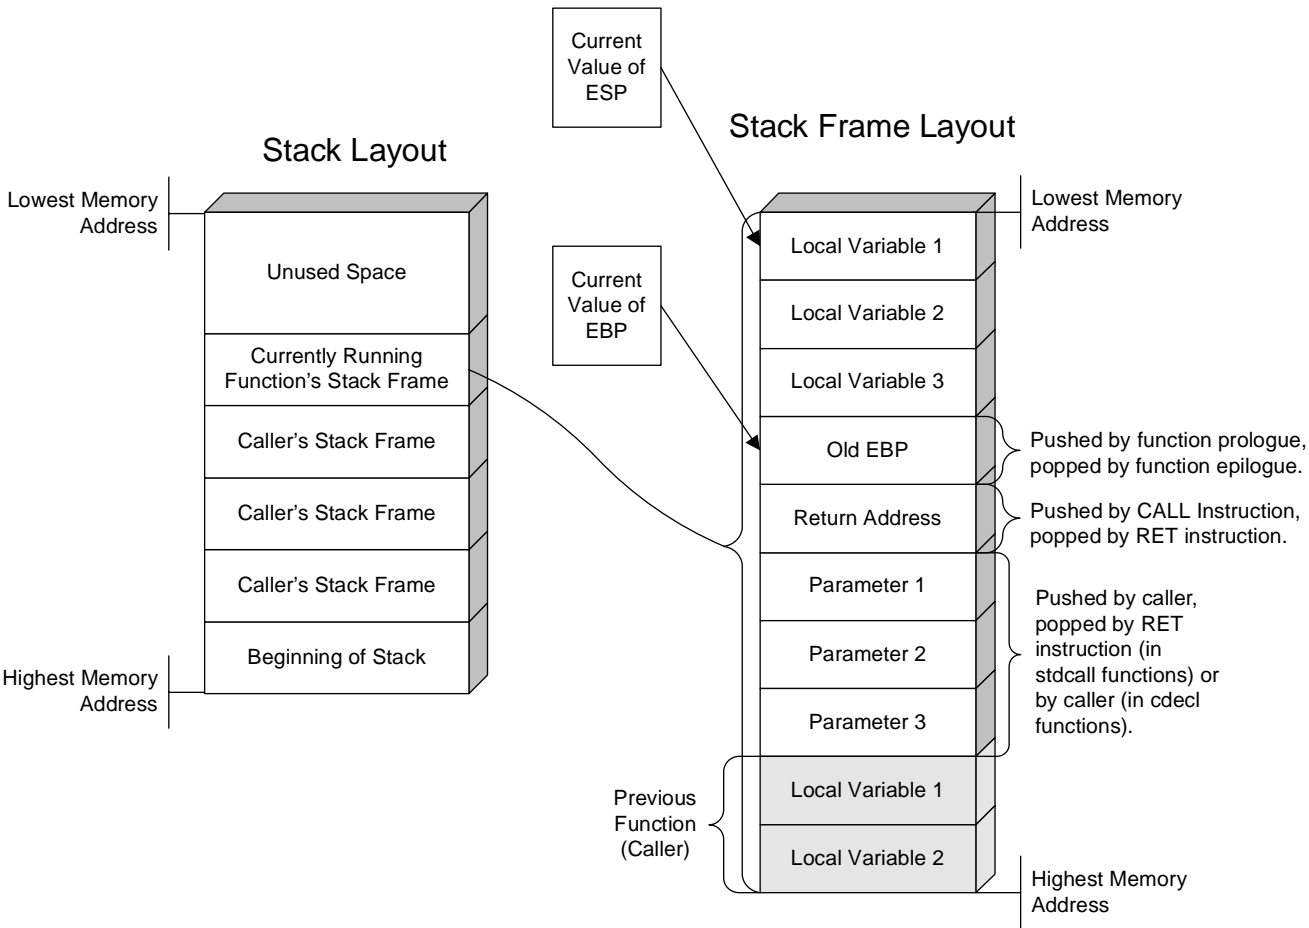 Current
Value of
ESP
Stack Frame Layout
Stack Layout
Lowest Memory
Address
Unused Space
Currently Running
Function's Stack Frame
Caller's Stack Frame
Caller's Stack Frame
Caller's Stack Frame
Beginning of Stack
Highest Memory
Address
Current
Value of
EBP
Lowest Memory
Address
Local Variable 1
Local Variable 2
Local Variable 3
Old EBP
Pushed by function prologue,
popped by function epilogue.
Return Address
Pushed by CALL Instruction,
popped by RET instruction.
Parameter 1
Parameter 2
Parameter 3
Pushed by caller,
popped by RET
instruction (in
stdcall functions) or
by caller (in cdecl
functions).
Previous
Function
(Caller)
Local Variable 1
Local Variable 2
Highest Memory
Address